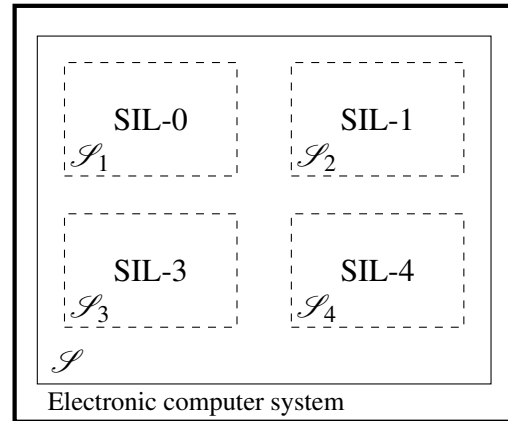 SIL-0
𝒮1
SIL-1
𝒮2
SIL-3
𝒮3
SIL-4
𝒮4
𝒮
Electronic computer system